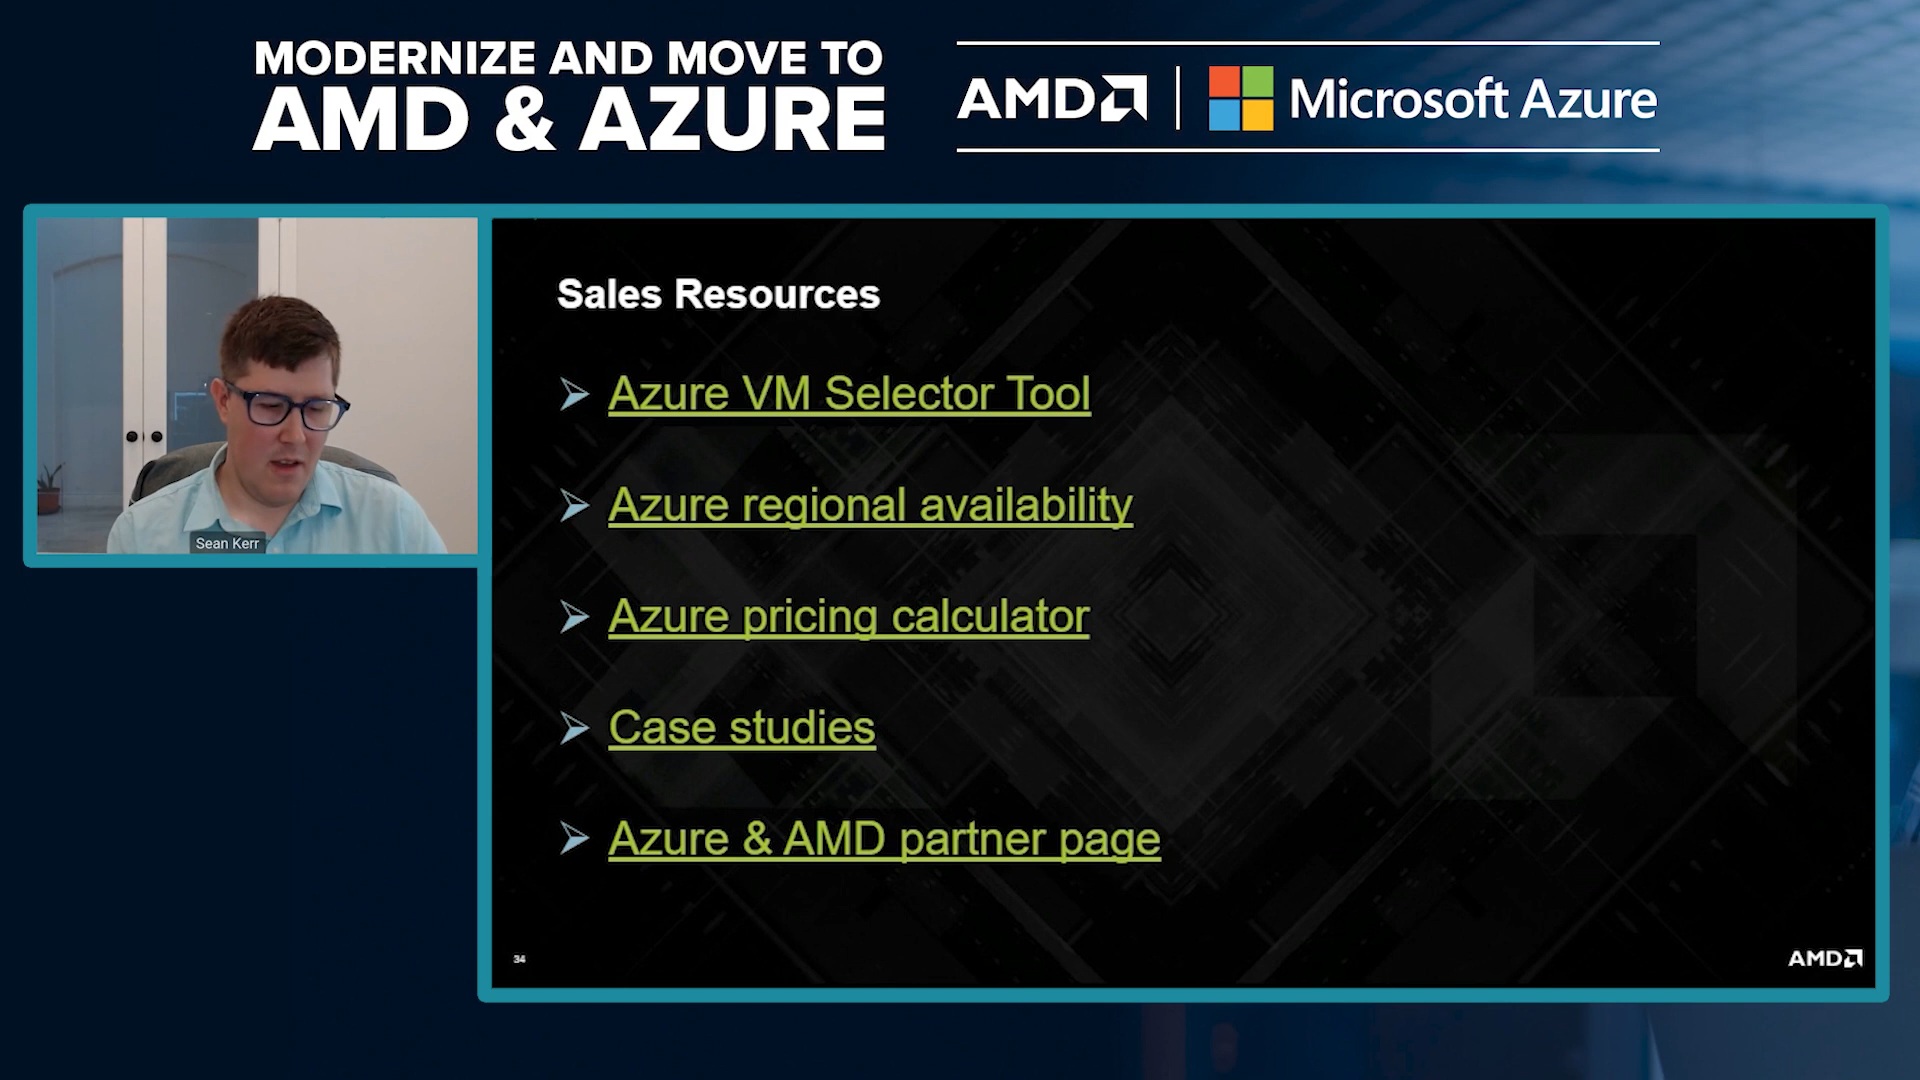 MODERNIZE AND MOVE TO
AMD & AZURE
AMD
Microsoft Azure
Sean Kerr
Sales Resources
Azure VM Selector Tool
Azure regional availability
Azure pricing calculator
Case studies
Azure & AMD partner page
34
AMD